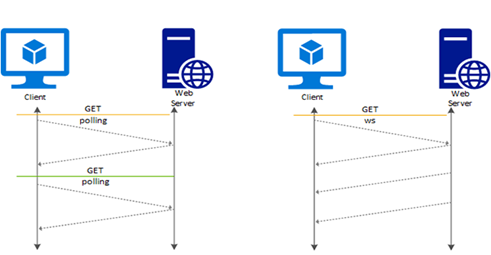 Client
Web
Server
GET
polling
GET
polling
Client
Web
Server
GET
ws